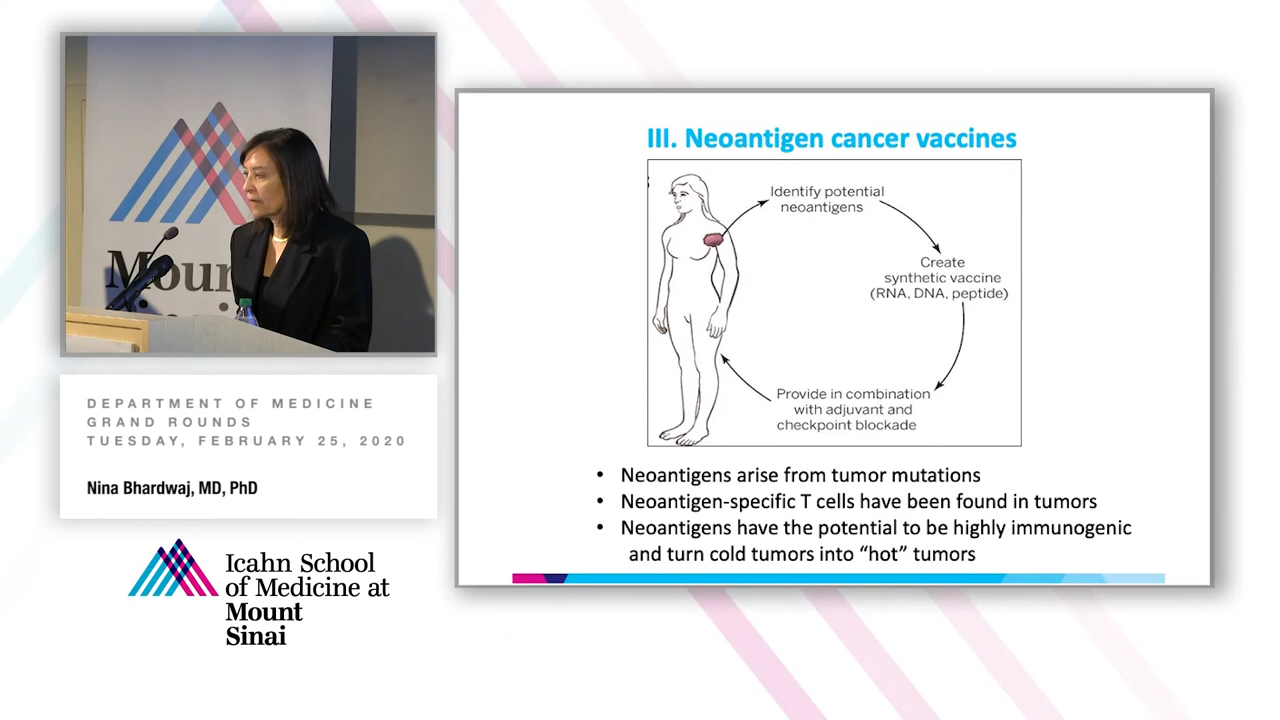 Mount
Sinai
DEPARTMENT OF MEDICINE
GRAND ROUNDS
TUESDAY, FEBRUARY 25, 2020
Nina Bhardwaj, MD, PhD
Icahn School
of Medicine at
Mount
Sinai
III. Neoantigen cancer vaccines
Identify potential
neoantigens
Create
synthetic vaccine
(RNA, DNA, peptide)
Provide in combination
with adjuvant and
checkpoint blockade
• Neoantigens arise from tumor mutations
• Neoantigen-specific T cells have been found in tumors
• Neoantigens have the potential to be highly immunogenic
and turn cold tumors into “hot” tumors